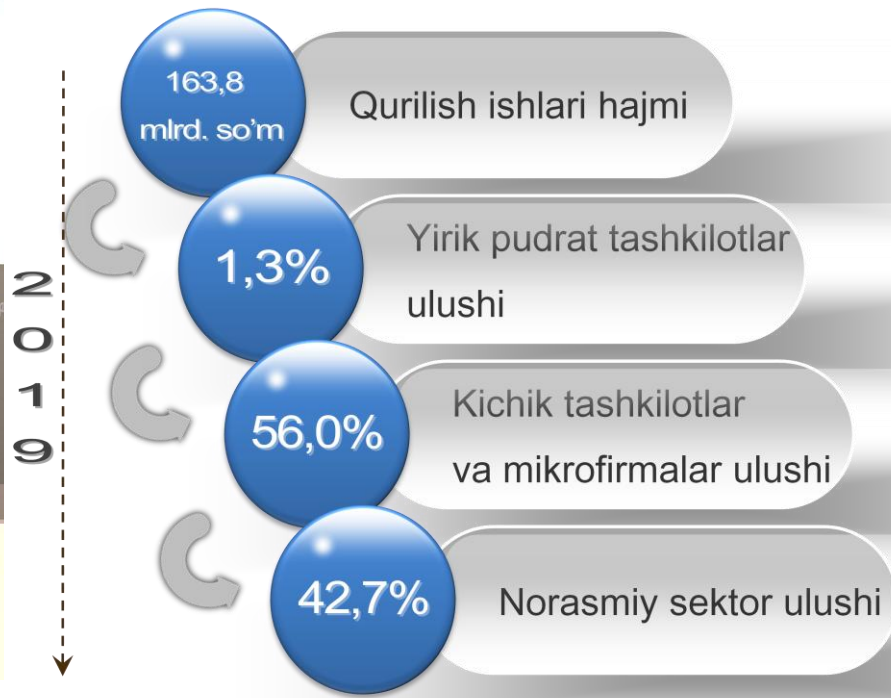 163,8
mlrd. so’m
Qurilish ishlari hajmi
Yirik pudrat tashkilotlar
1,3%
ulushi
2
0
1
9
Kichik tashkilotlar
56,0%
va mikrofirmalar ulushi
42,7%
Norasmiy sektor ulushi